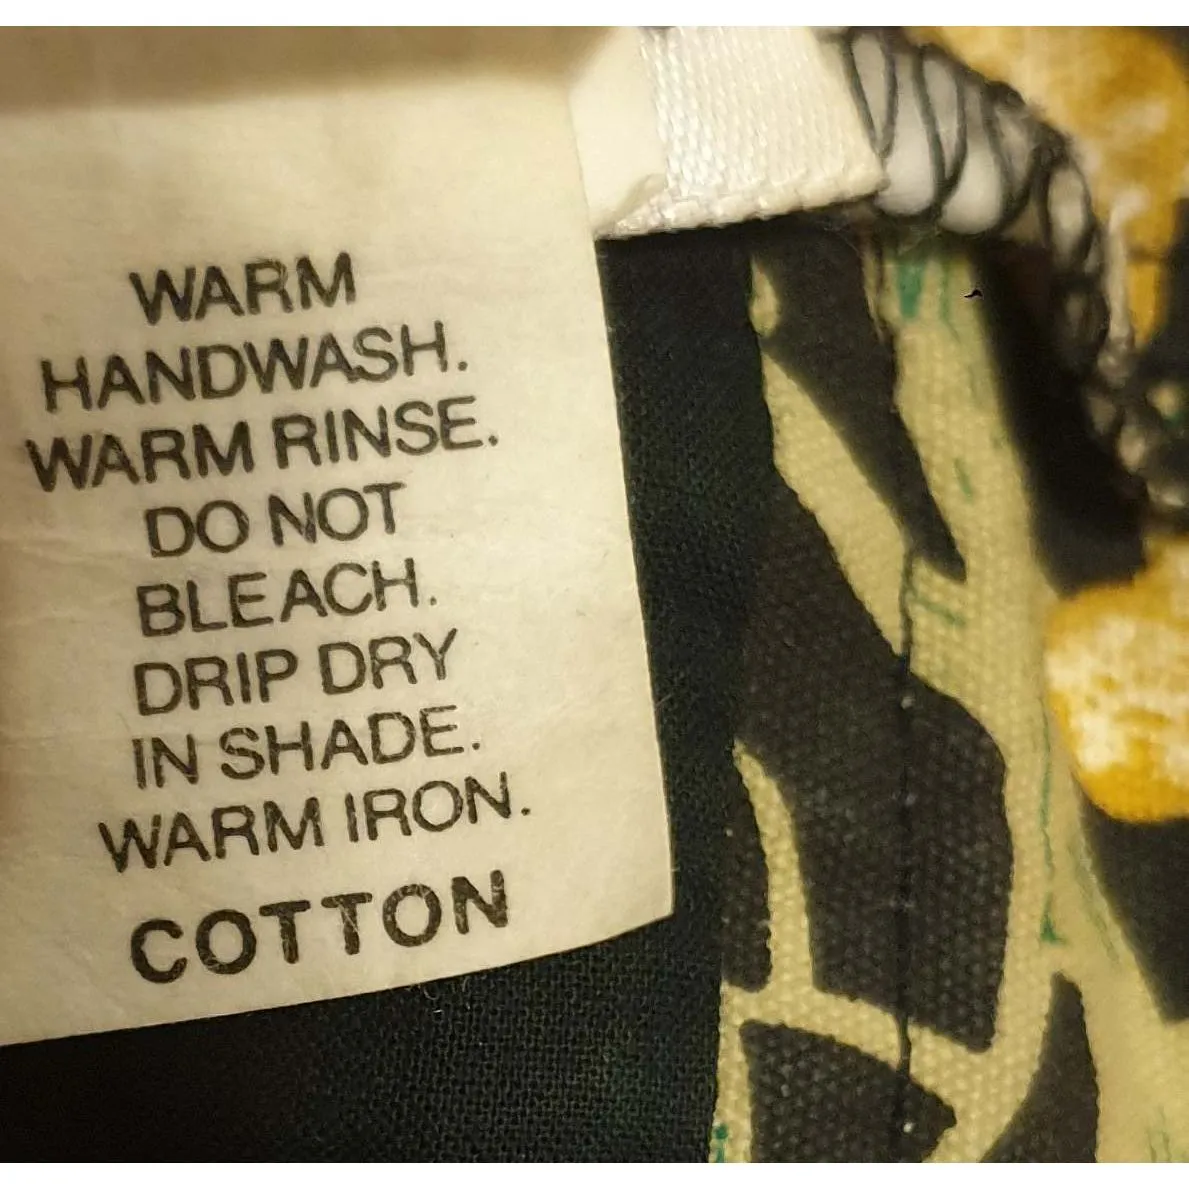 WARM
HANDWASH.
WARM RINSE.
DO NOT
BLEACH.
DRIP DRY
IN SHADE.
WARM IRON.
COTTON